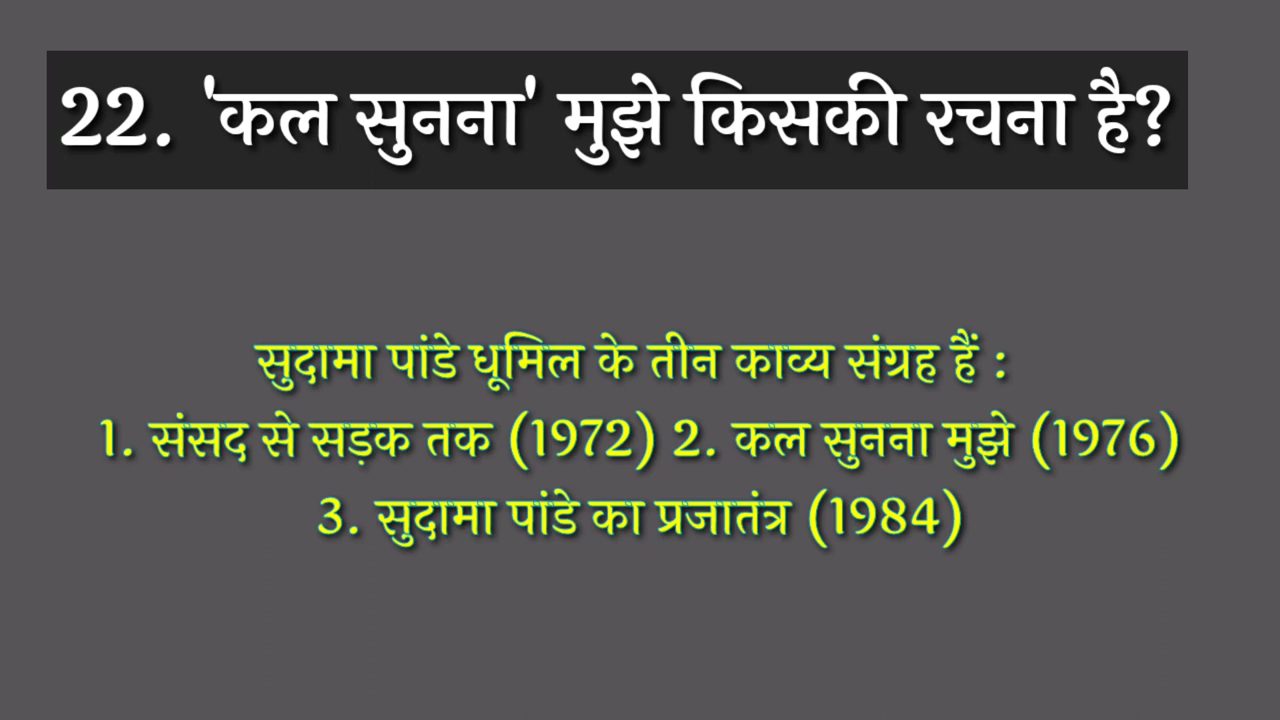 22. 'कल सुनना' मुझे किसकी रचना है?
सुदामा पांडे धूमिल के तीन काव्य संग्रह हैं :
1. संसद से सड़क तक (1972) 2. कल सुनना मुझे (1976)
3. सुदामा पांडे का प्रजातंत्र (1984)